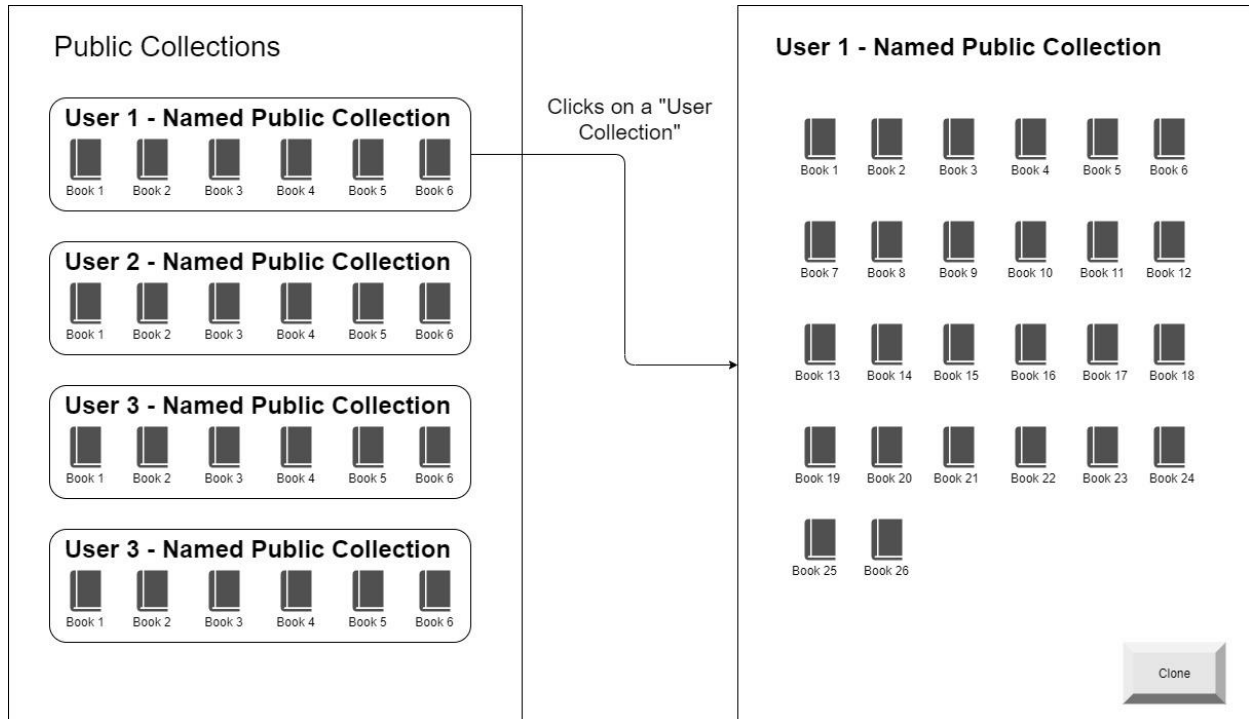 Public Collections
User 1 - Named Public Collection
Book 1 Book 2 Book 3 Book 4 Book 5 Book 6
User 2 - Named Public Collection
Book 1 Book 2 Book 3 Book 4 Book 5 Book 6
User 3 - Named Public Collection
Book 1 Book 2 Book 3 Book 4 Book 5 Book 6
User 3 - Named Public Collection
Book 1 Book 2 Book 3 Book 4 Book 5 Book 6
Clicks on a "User
Collection"
User 1 - Named Public Collection
Book 1 Book 2 Book 3 Book 4 Book 5 Book 6
Book 7 Book 8 Book 9 Book 10 Book 11 Book 12
Book 13 Book 14 Book 15 Book 16 Book 17 Book 18
Book 19 Book 20 Book 21 Book 22 Book 23 Book 24
Book 25 Book 26
Clone